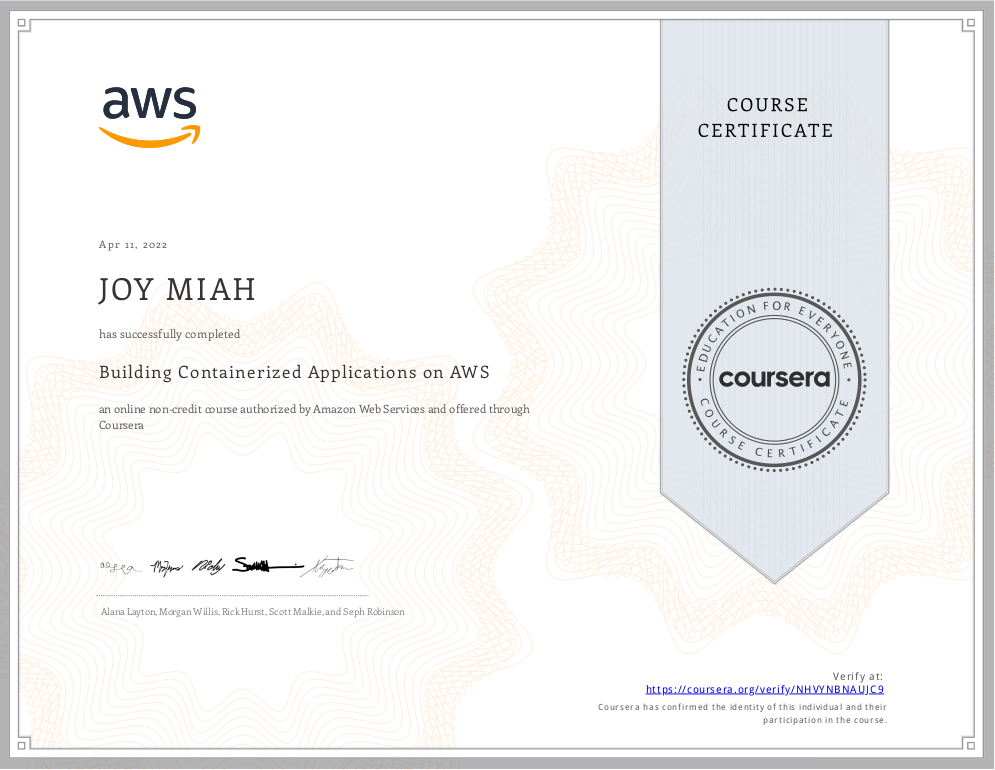 aws
COURSE
CERTIFICATE
Apr 11, 2022
JOY MIAH
has successfully completed
Building Containerized Applications on AWS
an online non-credit course authorized by Amazon Web Services and offered through
Coursera
EDUCATION FOR EVERYONE
coursera
COURSE CERTIFICATE
Alana Layton, Morgan Willis, Rick Hurst, Scott Malkie, and Seph Robinson
Verify at:
https://coursera.org/verify/NHVYNBNAUJC9
Coursera has confirmed the identity of this individual and their
participation in the course.